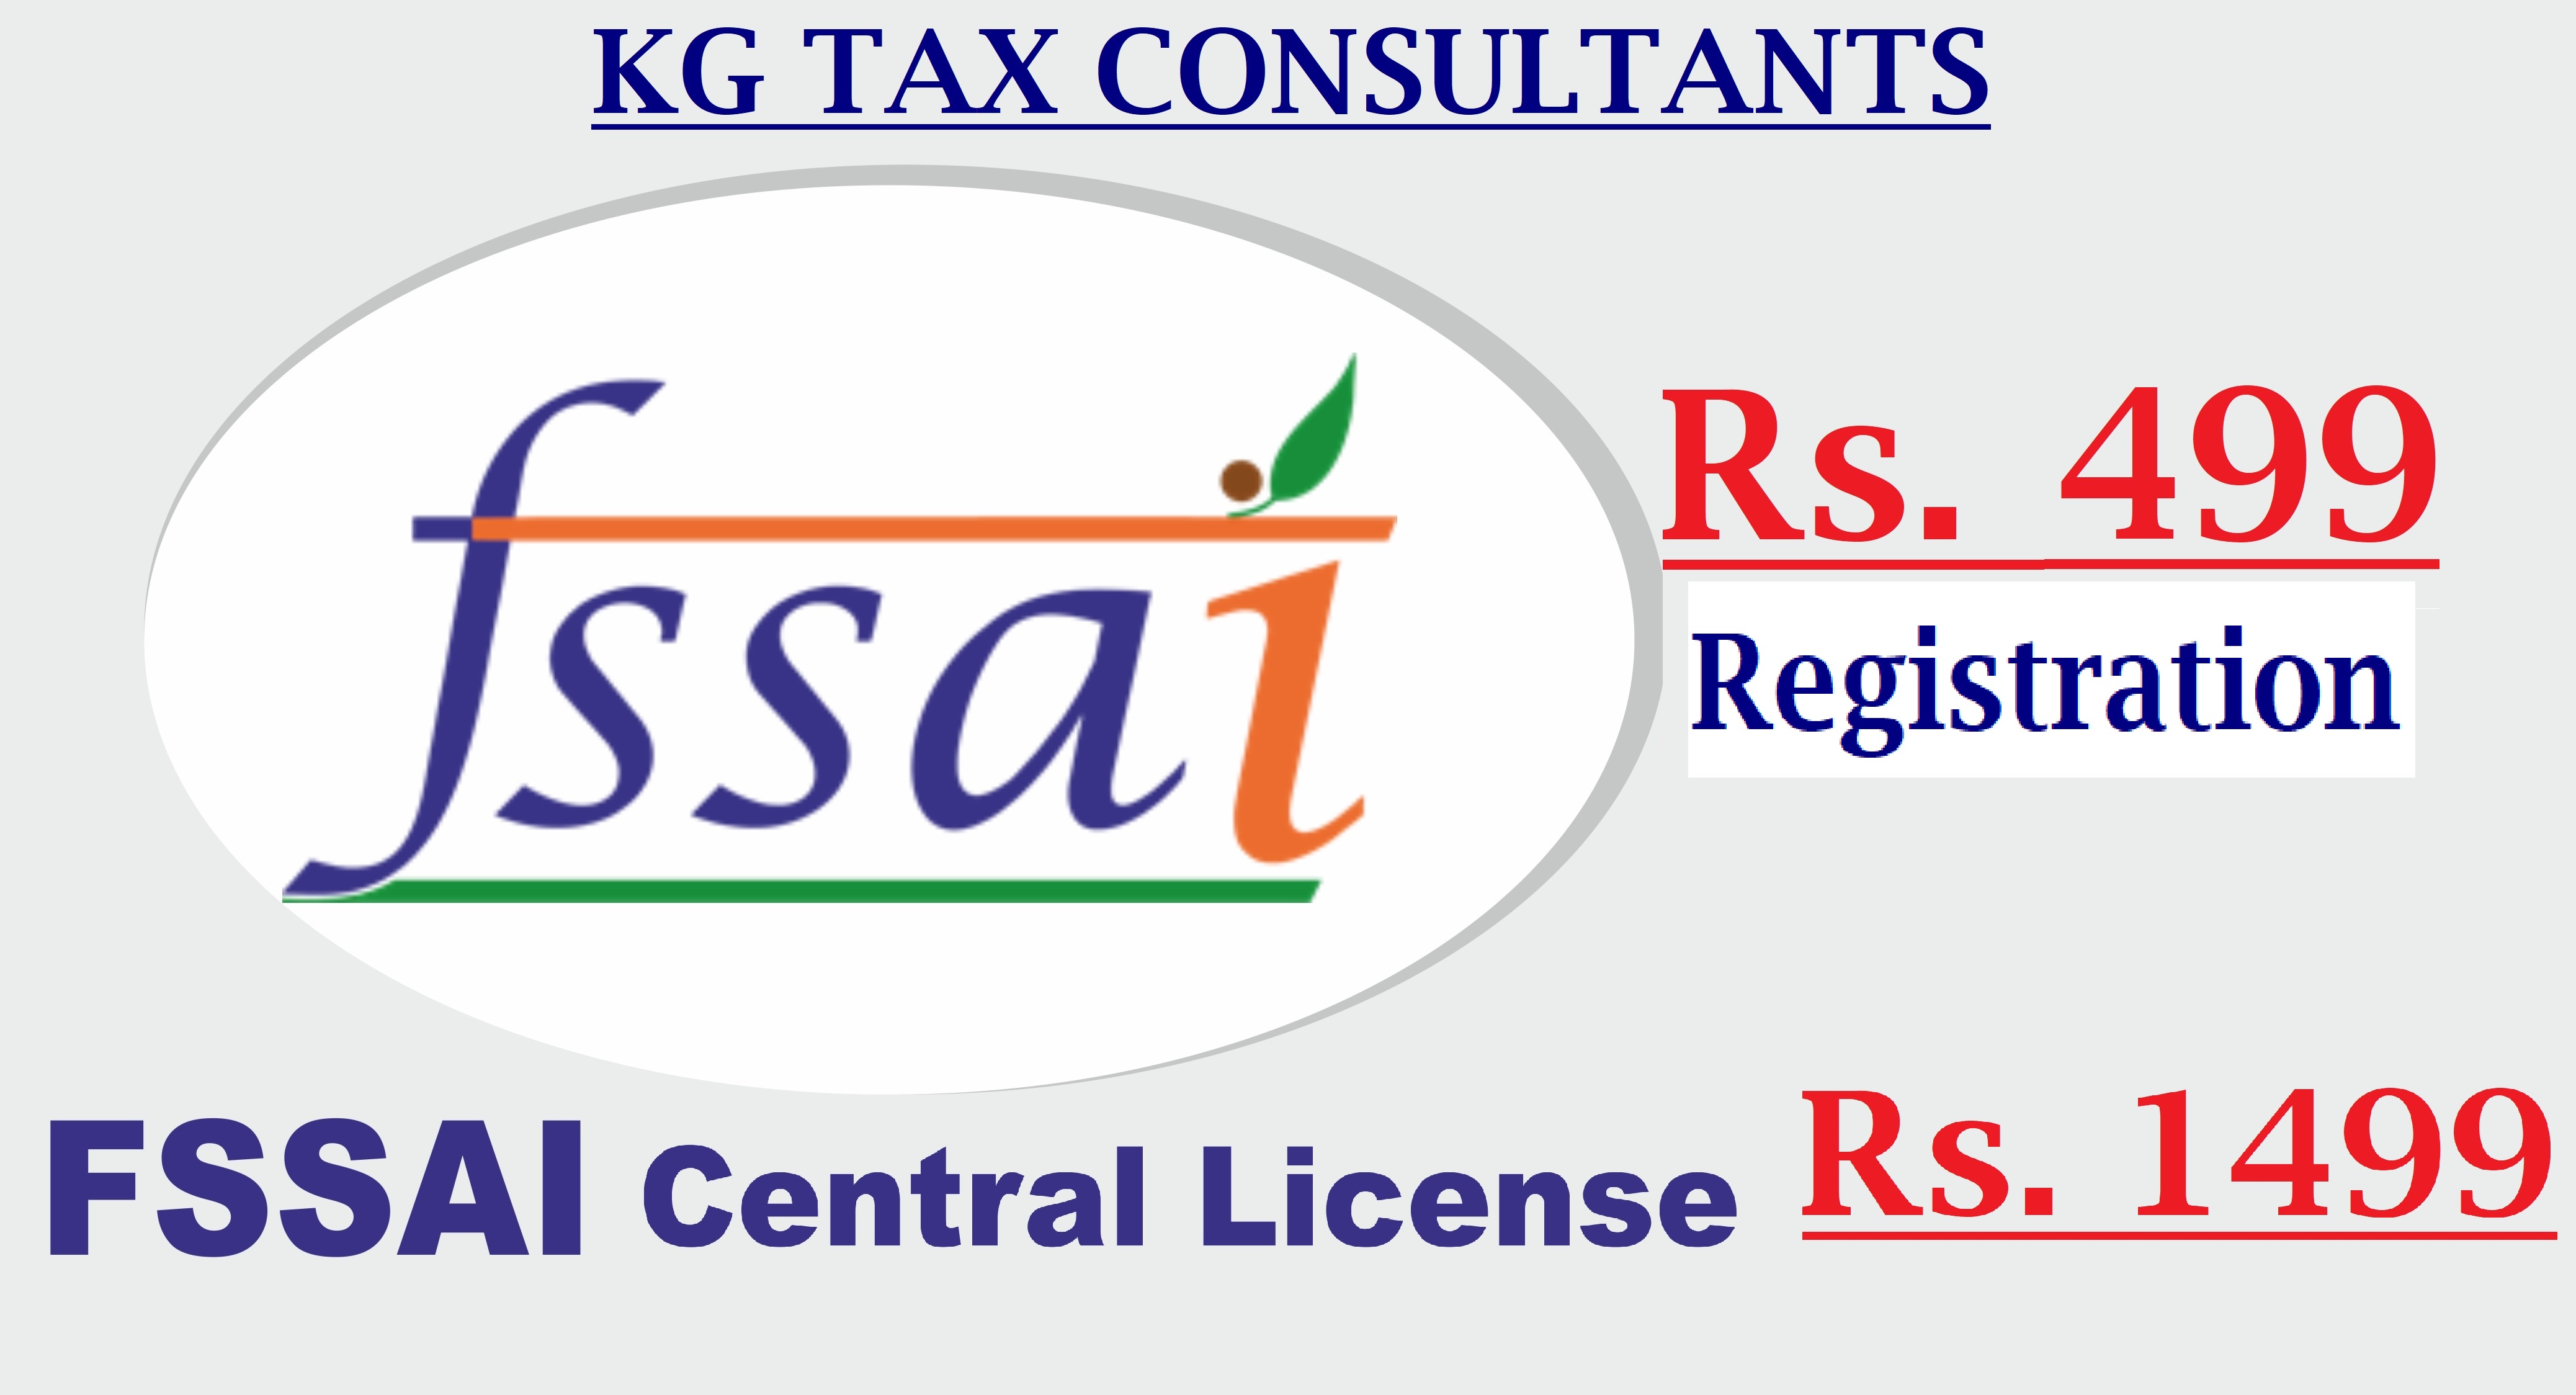 KG TAX CONSULTANTS
fssai
Rs. 499
Registration
FSSAI Central License Rs. 1499